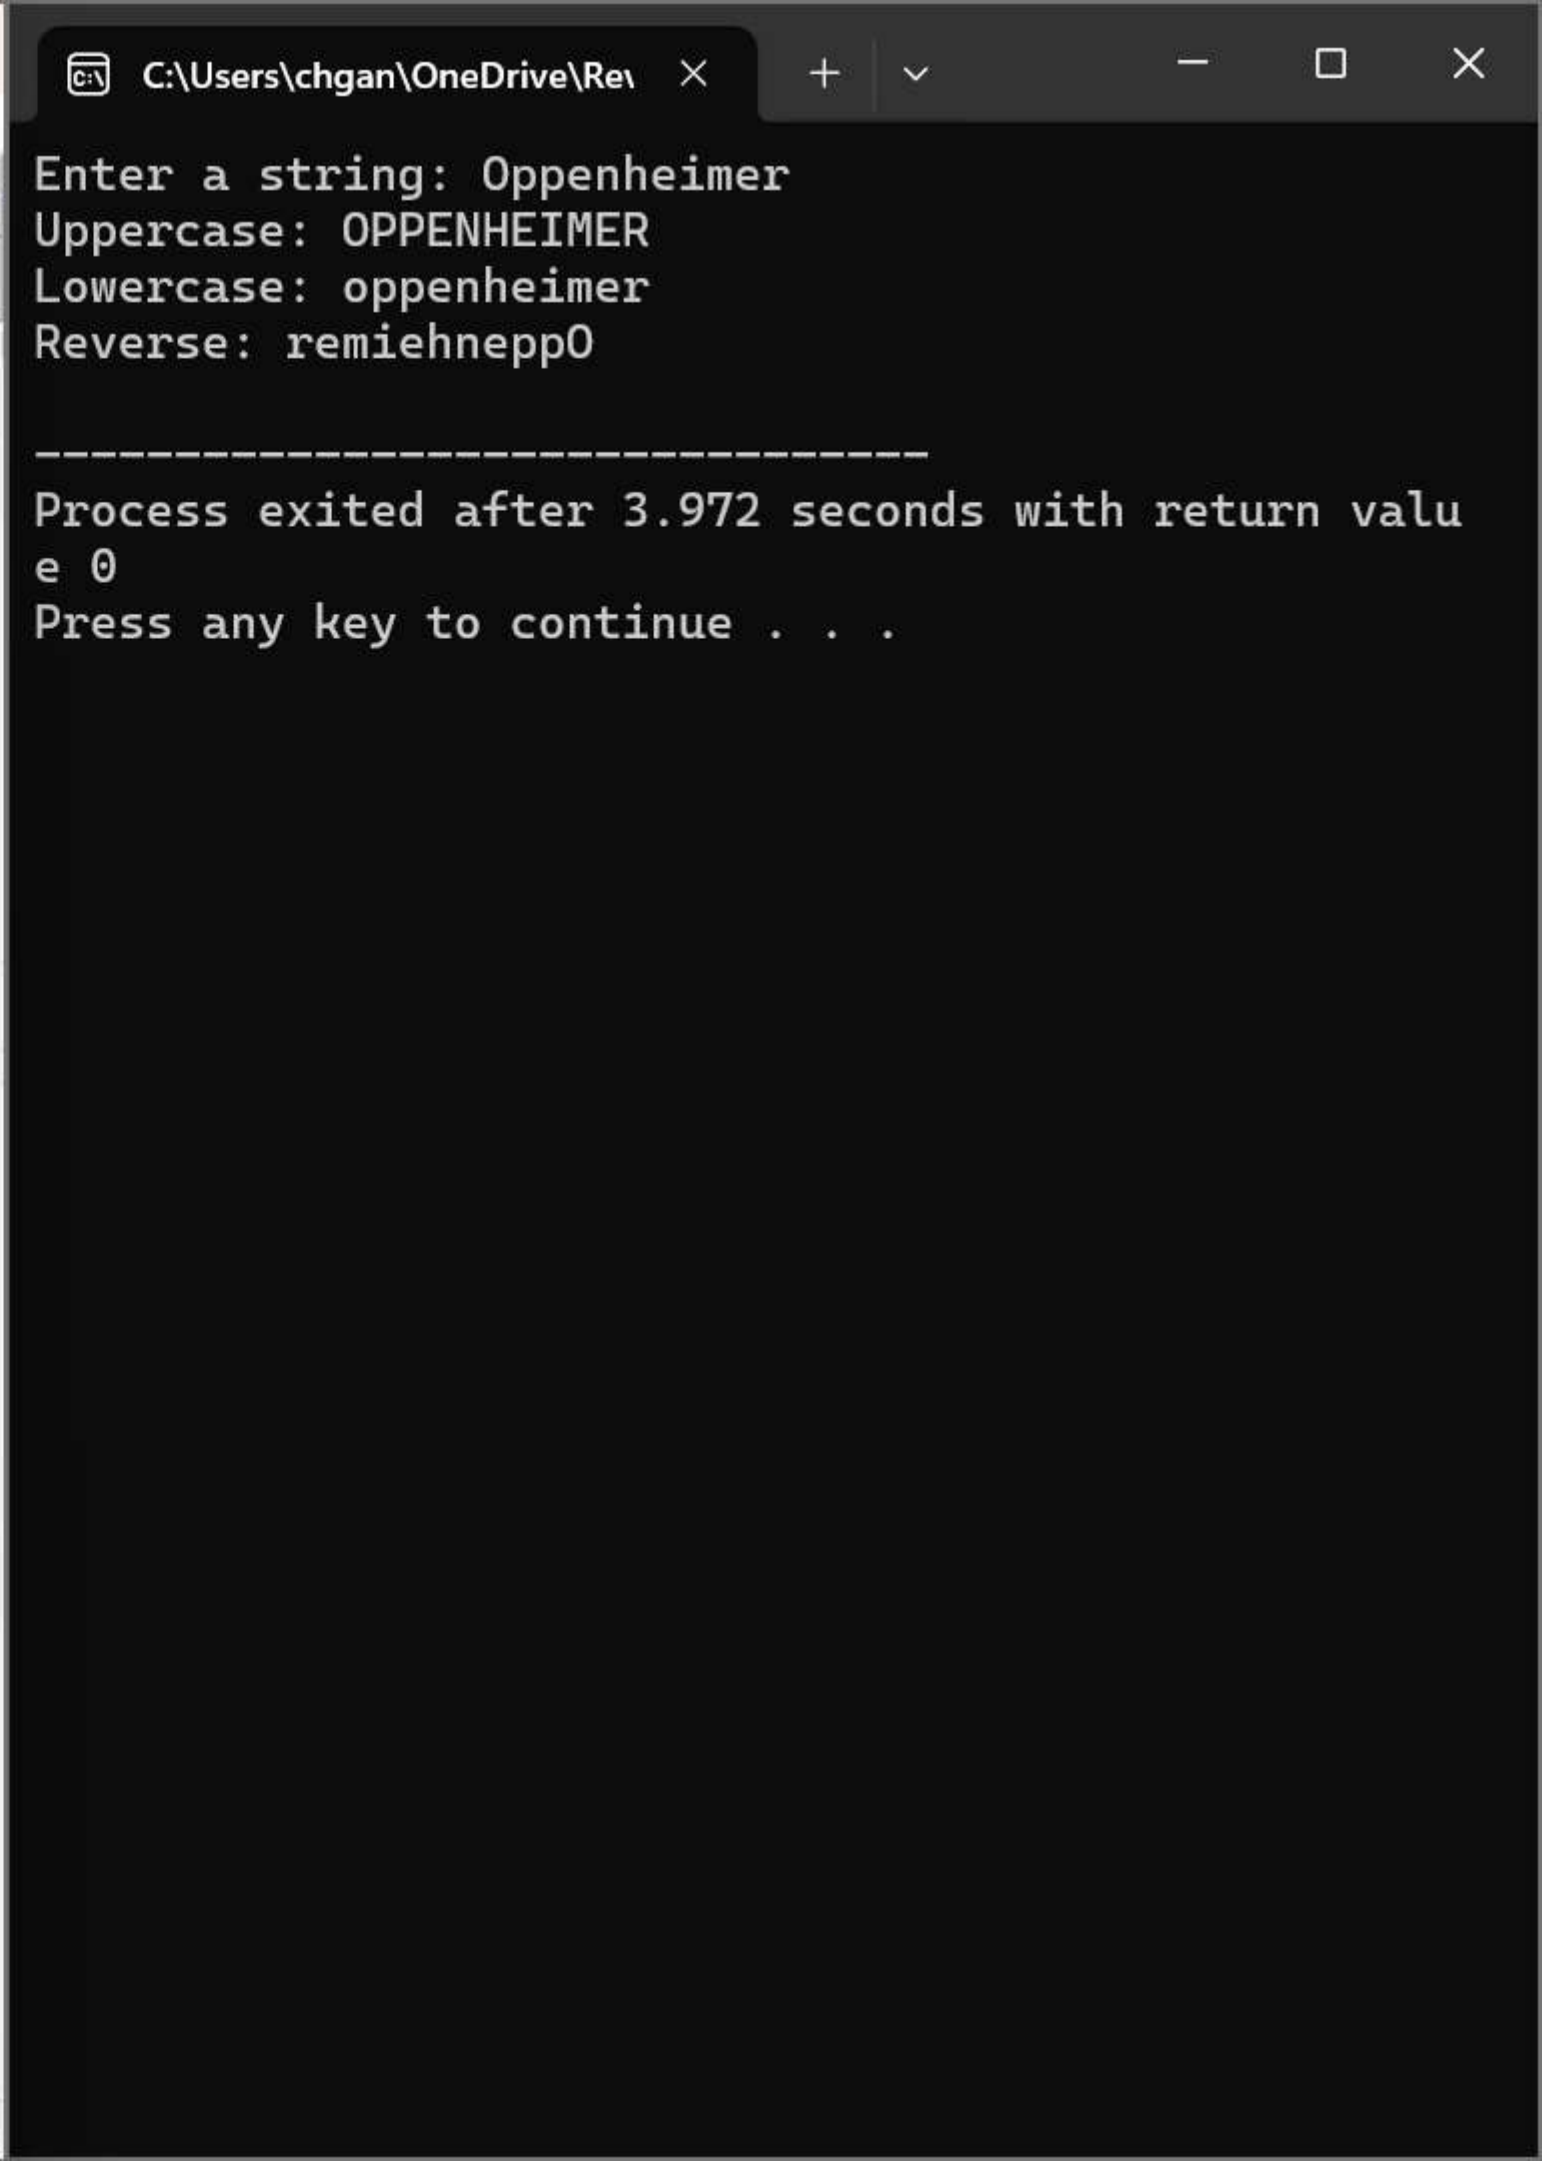 C:\Users\chgan\OneDrive\Re
Enter a string: Oppenheimer
Uppercase: OPPENHEIMER
Lowercase: oppenheimer
Reverse: remiehneppO
--------------------------------
Process exited after 3.972 seconds with return valu
e 0
Press any key to continue . . .